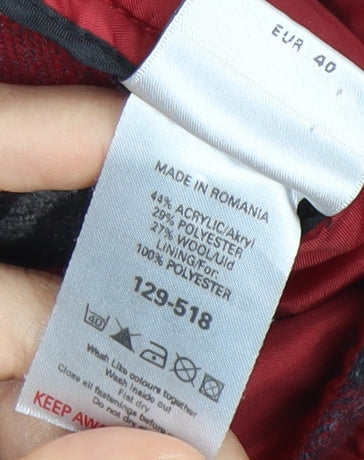 EUR 40
MADE IN ROMANIA
44% ACRYLIC/Akryl
29% POLYESTER
27% WOOL/Uld
LINING/For:
100% POLYESTER
129-518
40
Wash Like colours together
Wash inside out
Flat dry
Close all fastenings before
Do not dry
KEEP AWA